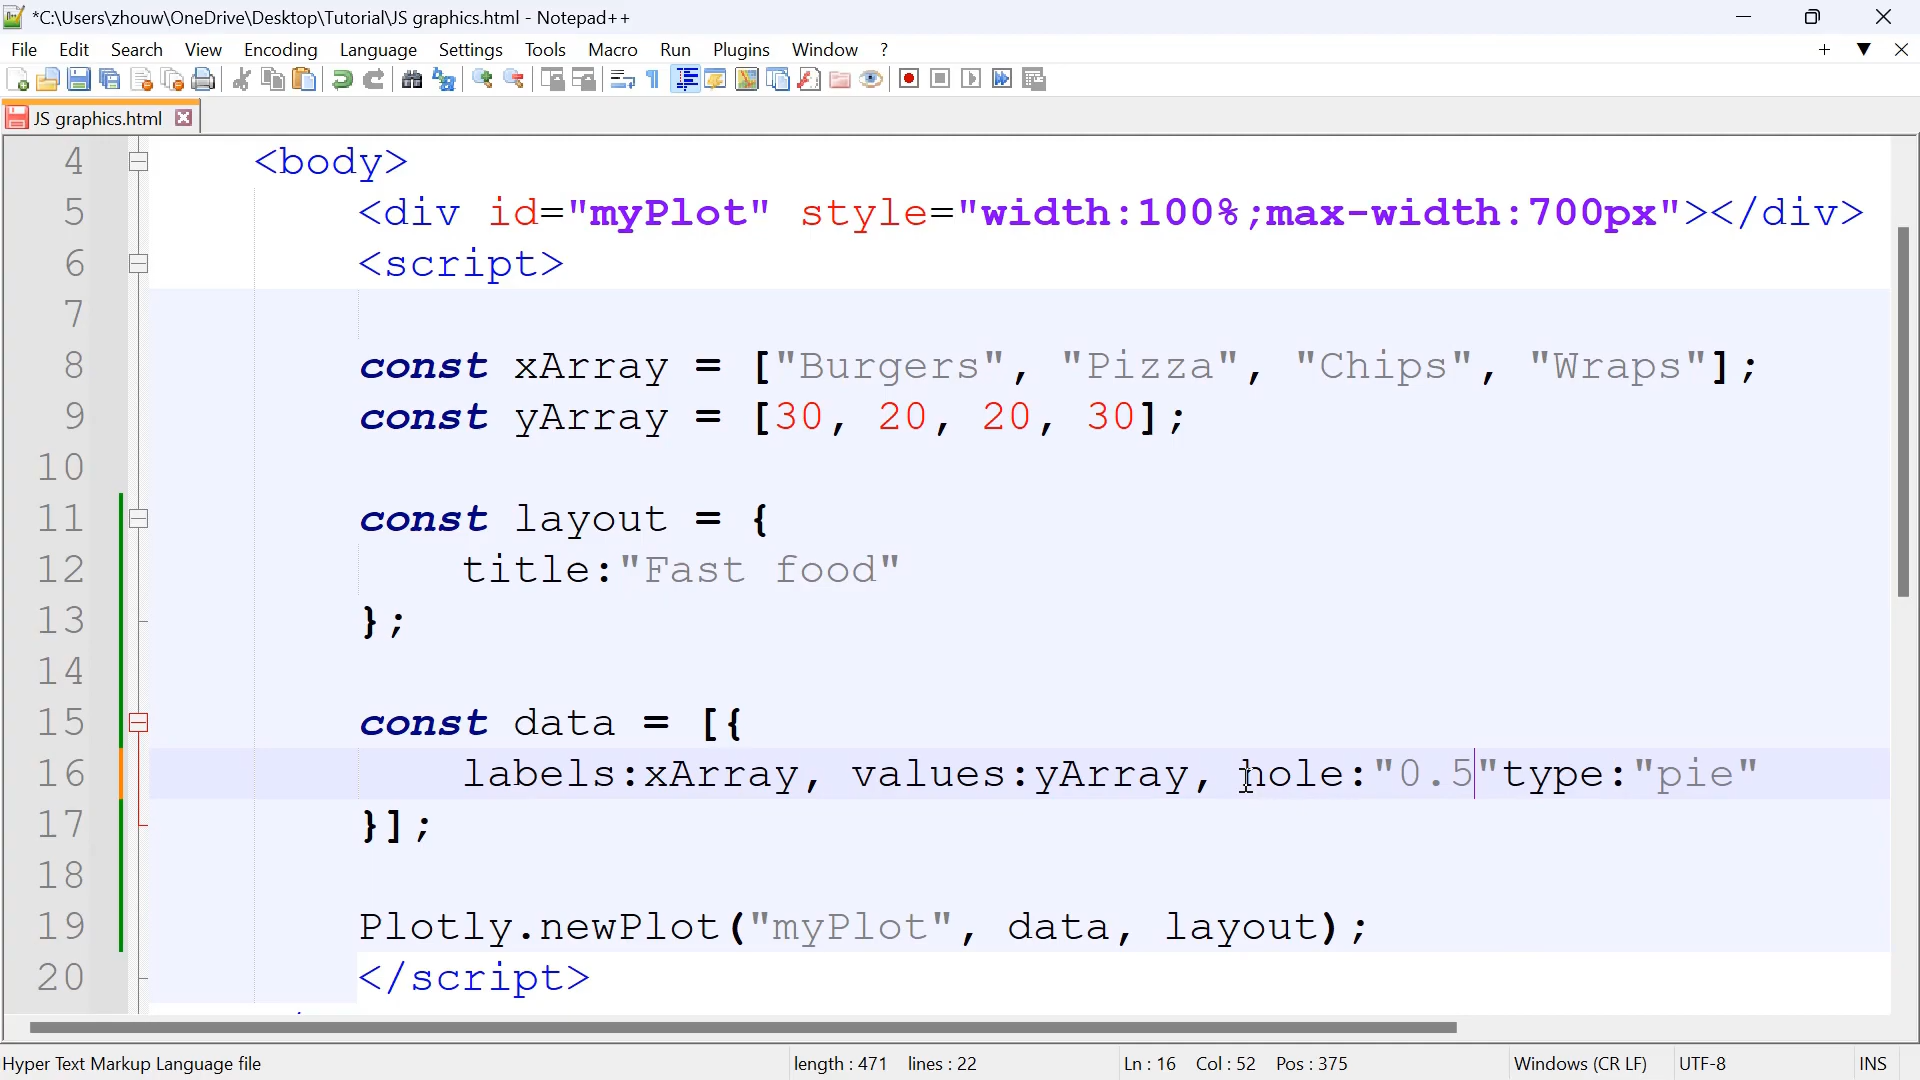 *C:\Users\zhouw\OneDrive\Desktop\Tutorial\JS graphics.html - Notepad++
File Edit Search View Encoding Language Settings Tools Macro Run Plugins Window ?
JS graphics.html
4 <body>
5 <div id="myPlot" style="width:100%;max-width:700px"></div>
6 <script>
7
8 const xArray = ["Burgers", "Pizza", "Chips", "Wraps"];
9 const yArray = [30, 20, 20, 30];
10
11 const layout = {
12 title:"Fast food"
13 };
14
15 const data = [{
16 labels:xArray, values:yArray, hole:"0.5"type:"pie"
17 }];
18
19 Plotly.newPlot("myPlot", data, layout);
20 </script>
Hyper Text Markup Language file length : 471 lines : 22 Ln : 16 Col : 52 Pos : 375 Windows (CR LF) UTF-8 INS